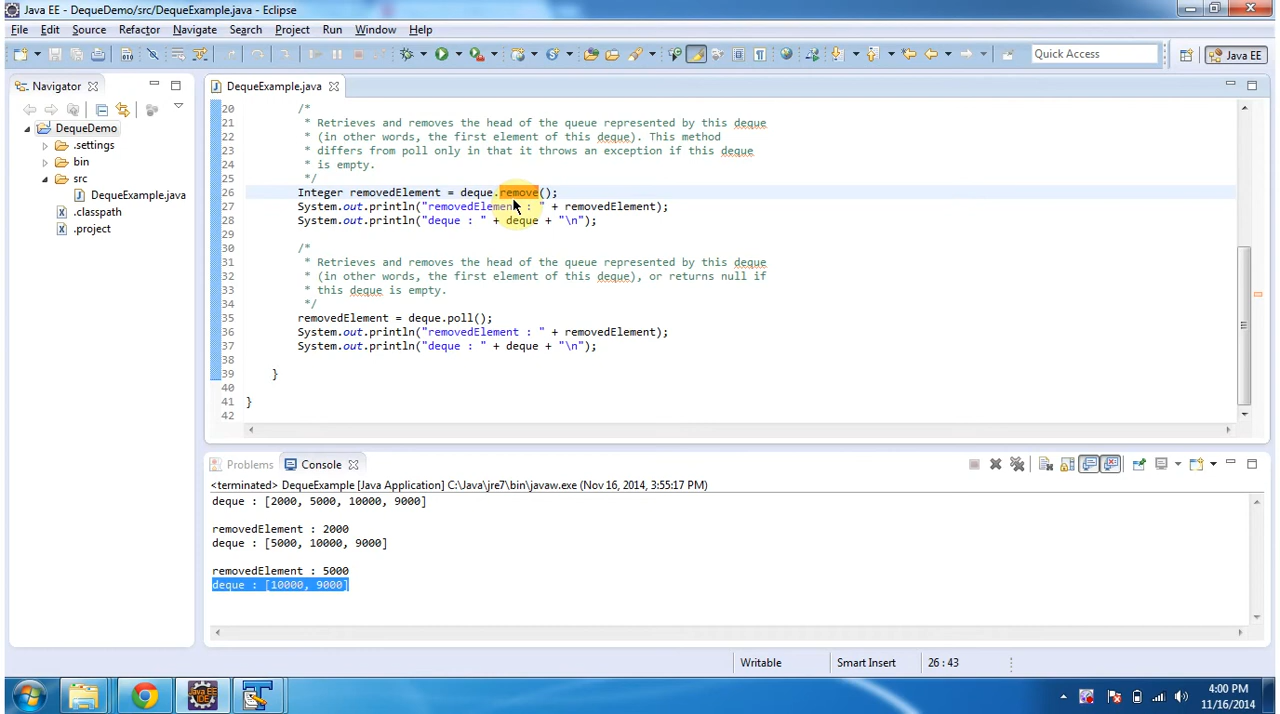 Java EE - DequeDemo/src/DequeExample.java - Eclipse
File Edit Source Refactor Navigate Search Project Run Window Help
Quick Access
Java EE
Navigator
DequeDemo
.settings
bin
src
DequeExample.java
.classpath
.project
DequeExample.java
20 /*
21 * Retrieves and removes the head of the queue represented by this deque
22 * (in other words, the first element of this deque). This method
23 * differs from poll only in that it throws an exception if this deque
24 * is empty.
25 */
26 Integer removedElement = deque.remove();
27 System.out.println("removedElement : " + removedElement);
28 System.out.println("deque : " + deque + "\n");
29
30 /*
31 * Retrieves and removes the head of the queue represented by this deque
32 * (in other words, the first element of this deque), or returns null if
33 * this deque is empty.
34 */
35 removedElement = deque.poll();
36 System.out.println("removedElement : " + removedElement);
37 System.out.println("deque : " + deque + "\n");
38
39 }
40
41 }
42
Problems Console
<terminated> DequeExample [Java Application] C:\Java\jre7\bin\javaw.exe (Nov 16, 2014, 3:55:17 PM)
deque : [2000, 5000, 10000, 9000]
removedElement : 2000
deque : [5000, 10000, 9000]
removedElement : 5000
deque : [10000, 9000]
Writable Smart Insert 26 : 43
4:00 PM
11/16/2014